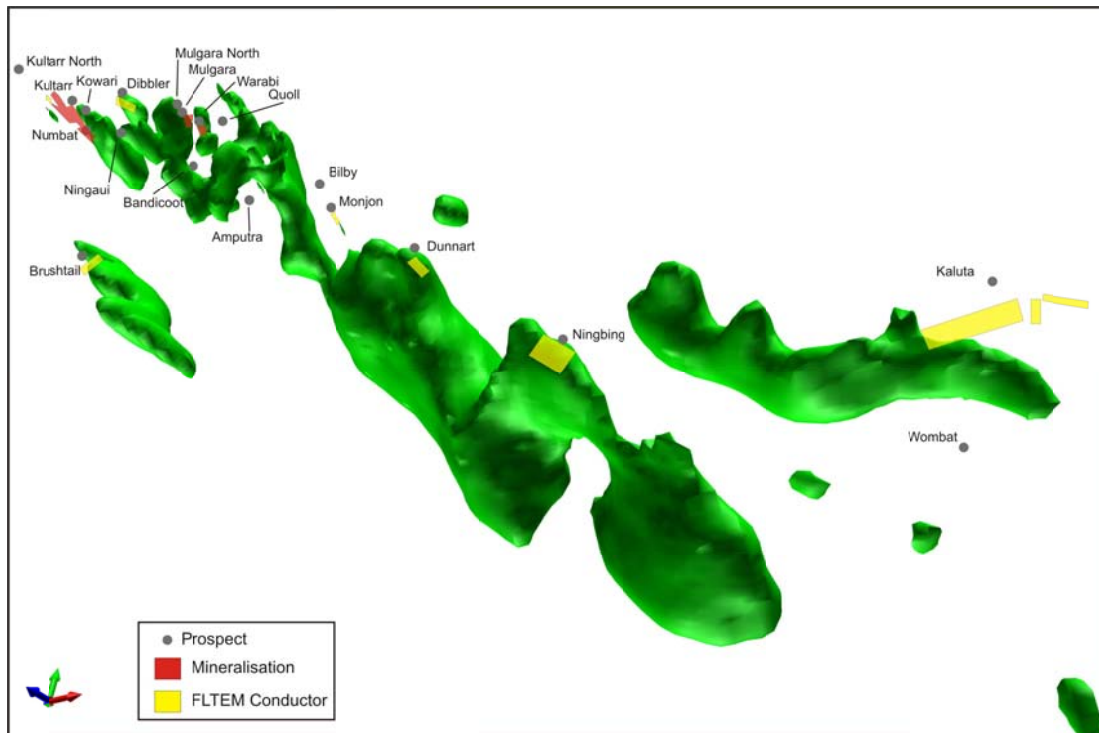 Kultarr North
Mulgara North
Mulgara
Kultarr
Kowari
Dibbler
Warabi
Quoll
Numbat
Ningaui
Bandicoot
Bilby
Monjon
Amputra
Dunnart
Brushtail
Kaluta
Ningbing
Wombat
Prospect
Mineralisation
FLTEM Conductor